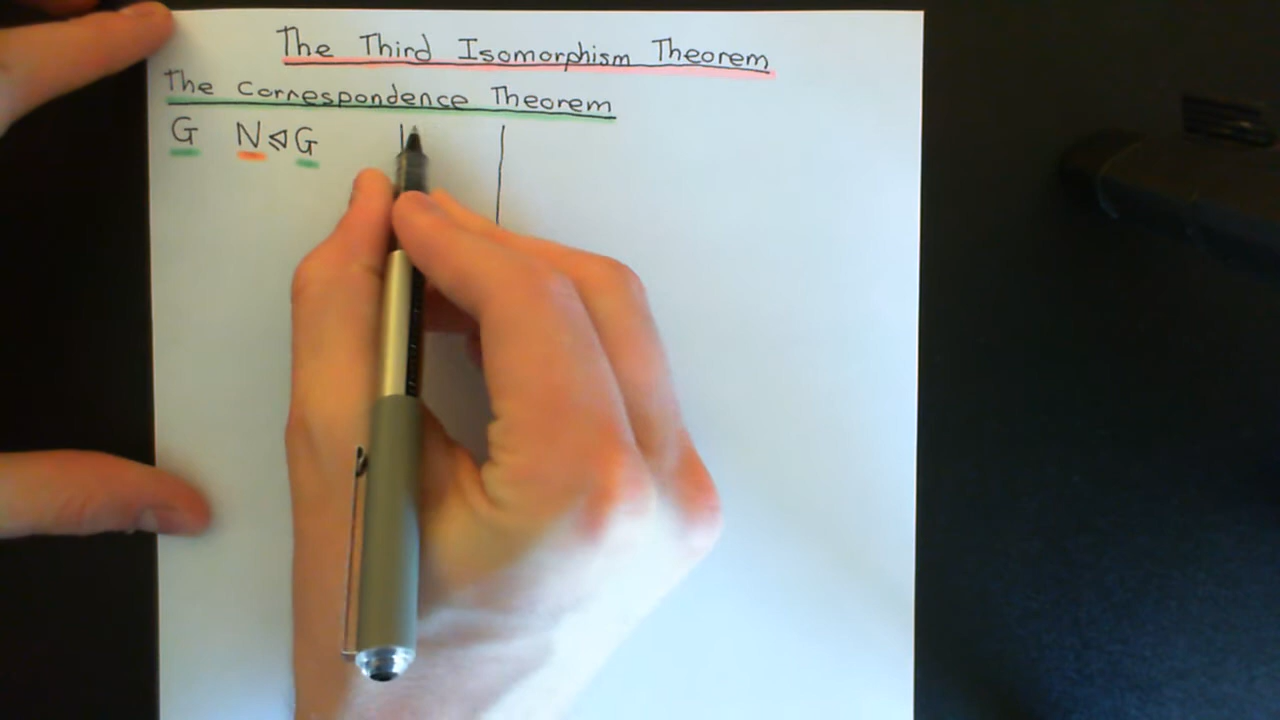 The Third Isomorphism Theorem
The Correspondence Theorem
G N ⊲ G